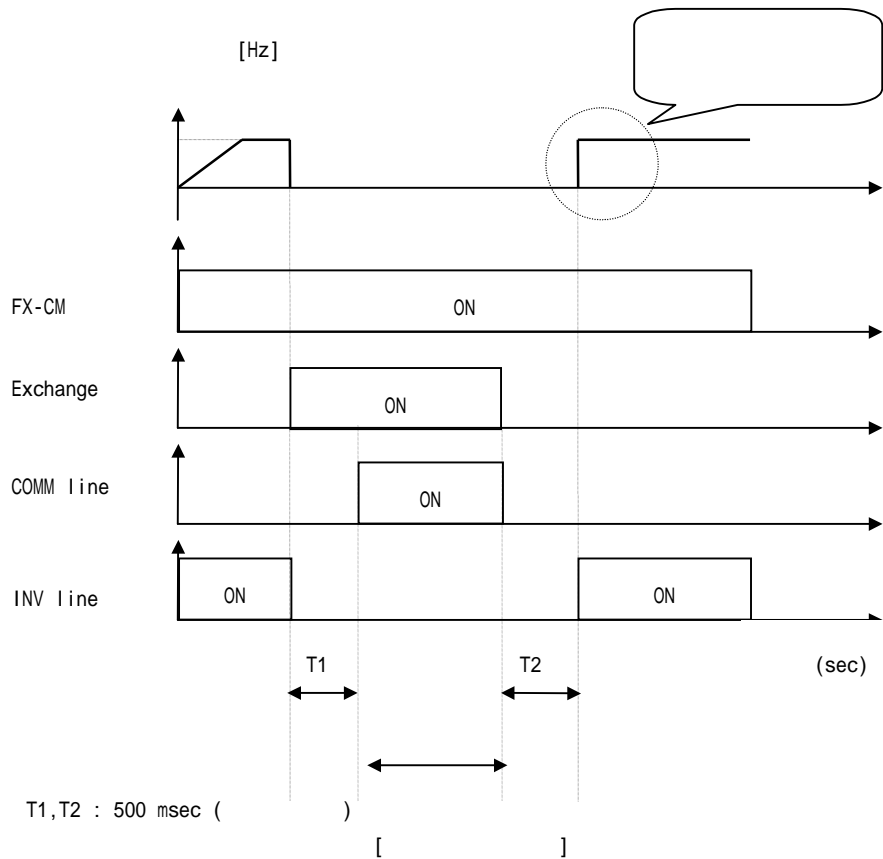 [Hz]
FX-CM
ON
Exchange
ON
COMM line
ON
INV line
ON ON
T1 T2 (sec)
T1,T2 : 500 msec ( )
[ ]